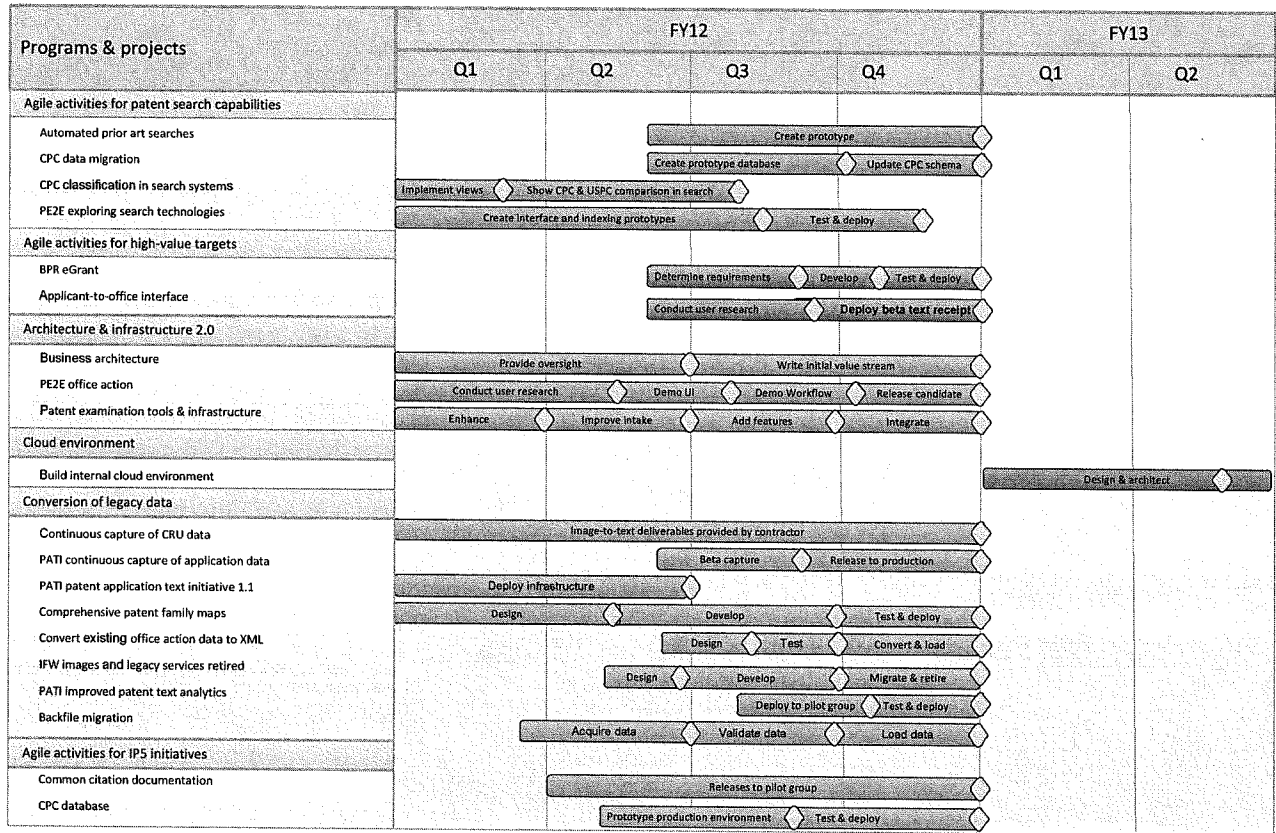 Programs & projects
FY12 FY13
Q1 Q2 Q3 Q4 Q1 Q2
Agile activities for patent search capabilities
Automated prior art searches Create prototype
CPC data migration Create prototype database Update CPC schema
CPC classification in search systems Implement views Show CPC & USPC comparison in search
PE2E exploring search technologies Create interface and indexing prototypes Test & deploy
Agile activities for high-value targets
BPR eGrant Determine requirements Develop Test & deploy
Applicant-to-office interface Conduct user research Deploy beta text receipt
Architecture & infrastructure 2.0
Business architecture Provide oversight Write initial value stream
PE2E office action Conduct user research Demo UI Demo Workflow Release candidate
Patent examination tools & infrastructure Enhance Improve intake Add features Integrate
Cloud environment
Build internal cloud environment Design & architect
Conversion of legacy data
Continuous capture of CRU data Image-to-text deliverables provided by contractor
PATI continuous capture of application data Beta capture Release to production
PATI patent application text initiative 1.1 Deploy infrastructure
Comprehensive patent family maps Design Develop Test & deploy
Convert existing office action data to XML Design Test Convert & load
IFW images and legacy services retired Design Develop Migrate & retire
PATI improved patent text analytics Deploy to pilot group Test & deploy
Backfile migration Acquire data Validate data Load data
Agile activities for IP5 initiatives
Common citation documentation Releases to pilot group
CPC database Prototype production environment Test & deploy